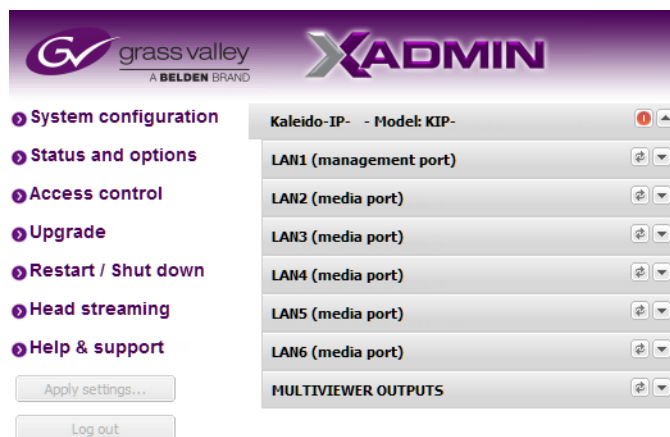 grass valley
A BELDEN BRAND
XADMIN
System configuration
Status and options
Access control
Upgrade
Restart / Shut down
Head streaming
Help & support
Apply settings...
Log out
Kaleido-IP-   - Model: KIP-
LAN1 (management port)
LAN2 (media port)
LAN3 (media port)
LAN4 (media port)
LAN5 (media port)
LAN6 (media port)
MULTIVIEWER OUTPUTS